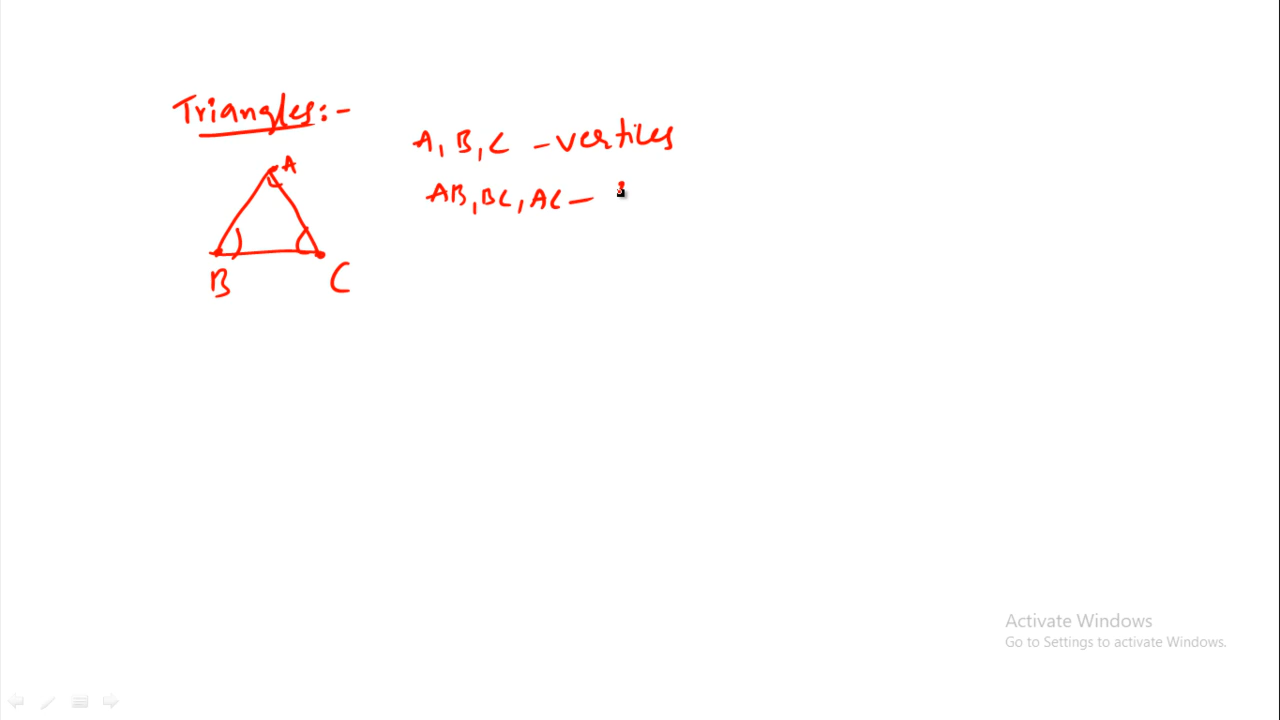 Triangles:-
A, B, C - vertices
A
AB, BC, AC -
B C
Activate Windows
Go to Settings to activate Windows.